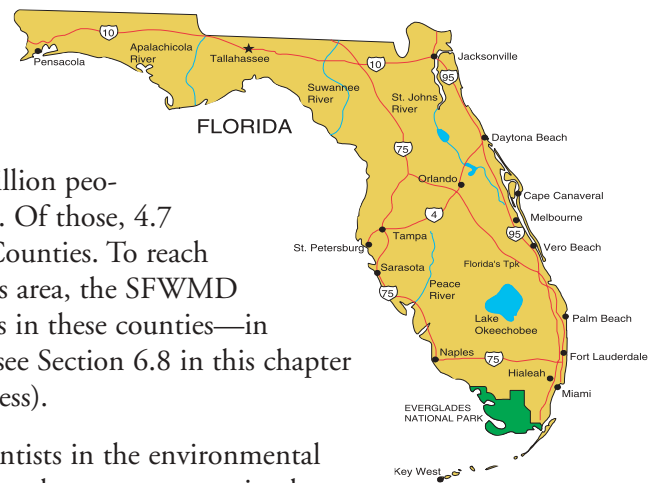 10
Pensacola
Apalachicola
River
Tallahassee
10
Jacksonville
95
Suwannee
River
St. Johns
River
FLORIDA
75
Daytona Beach
Orlando
Cape Canaveral
4
Melbourne
95
Tampa
St. Petersburg
Vero Beach
Sarasota
Florida's Tpk
75
Peace
River
Lake
Okeechobee
Palm Beach
Naples
75
Fort Lauderdale
Hialeah
Miami
EVERGLADES
NATIONAL PARK
Key West
illion peo-
. Of those, 4.7
Counties. To reach
s area, the SFWMD
s in these counties—in
see Section 6.8 in this chapter
ess).
ntists in the environmental